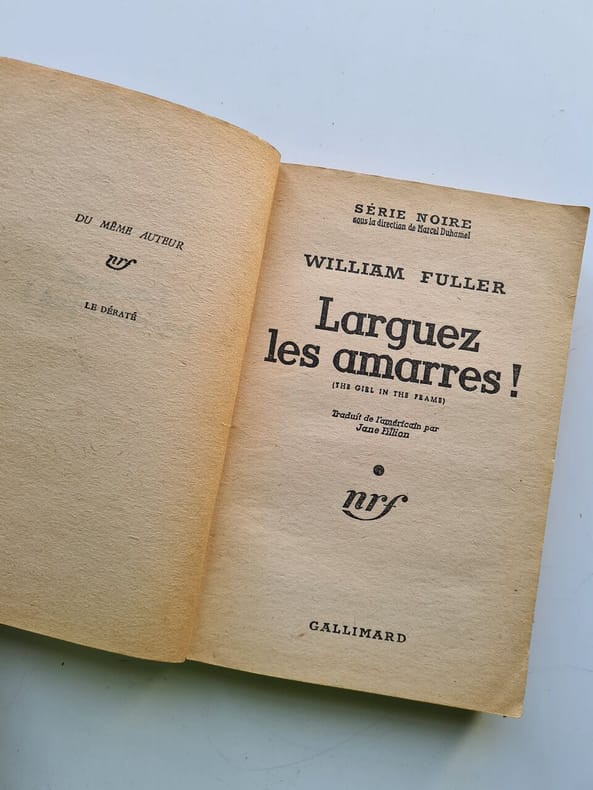 DU MÊME AUTEUR
nrf
LE DÉRATÉ
SÉRIE NOIRE
sous la direction de Marcel Duhamel
WILLIAM FULLER
Larguez
les amarres !
(THE GIRL IN THE FRAME)
Traduit de l'américain par
Jane Fillion
nrf
GALLIMARD